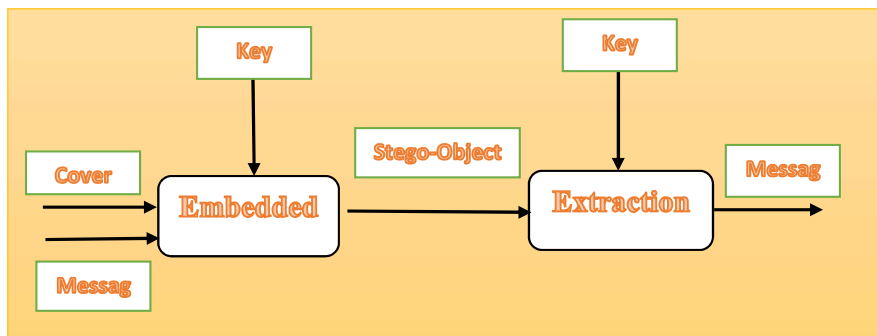 Key
Key
Stego-Object
Cover
Messag
Embedded
Extraction
Messag